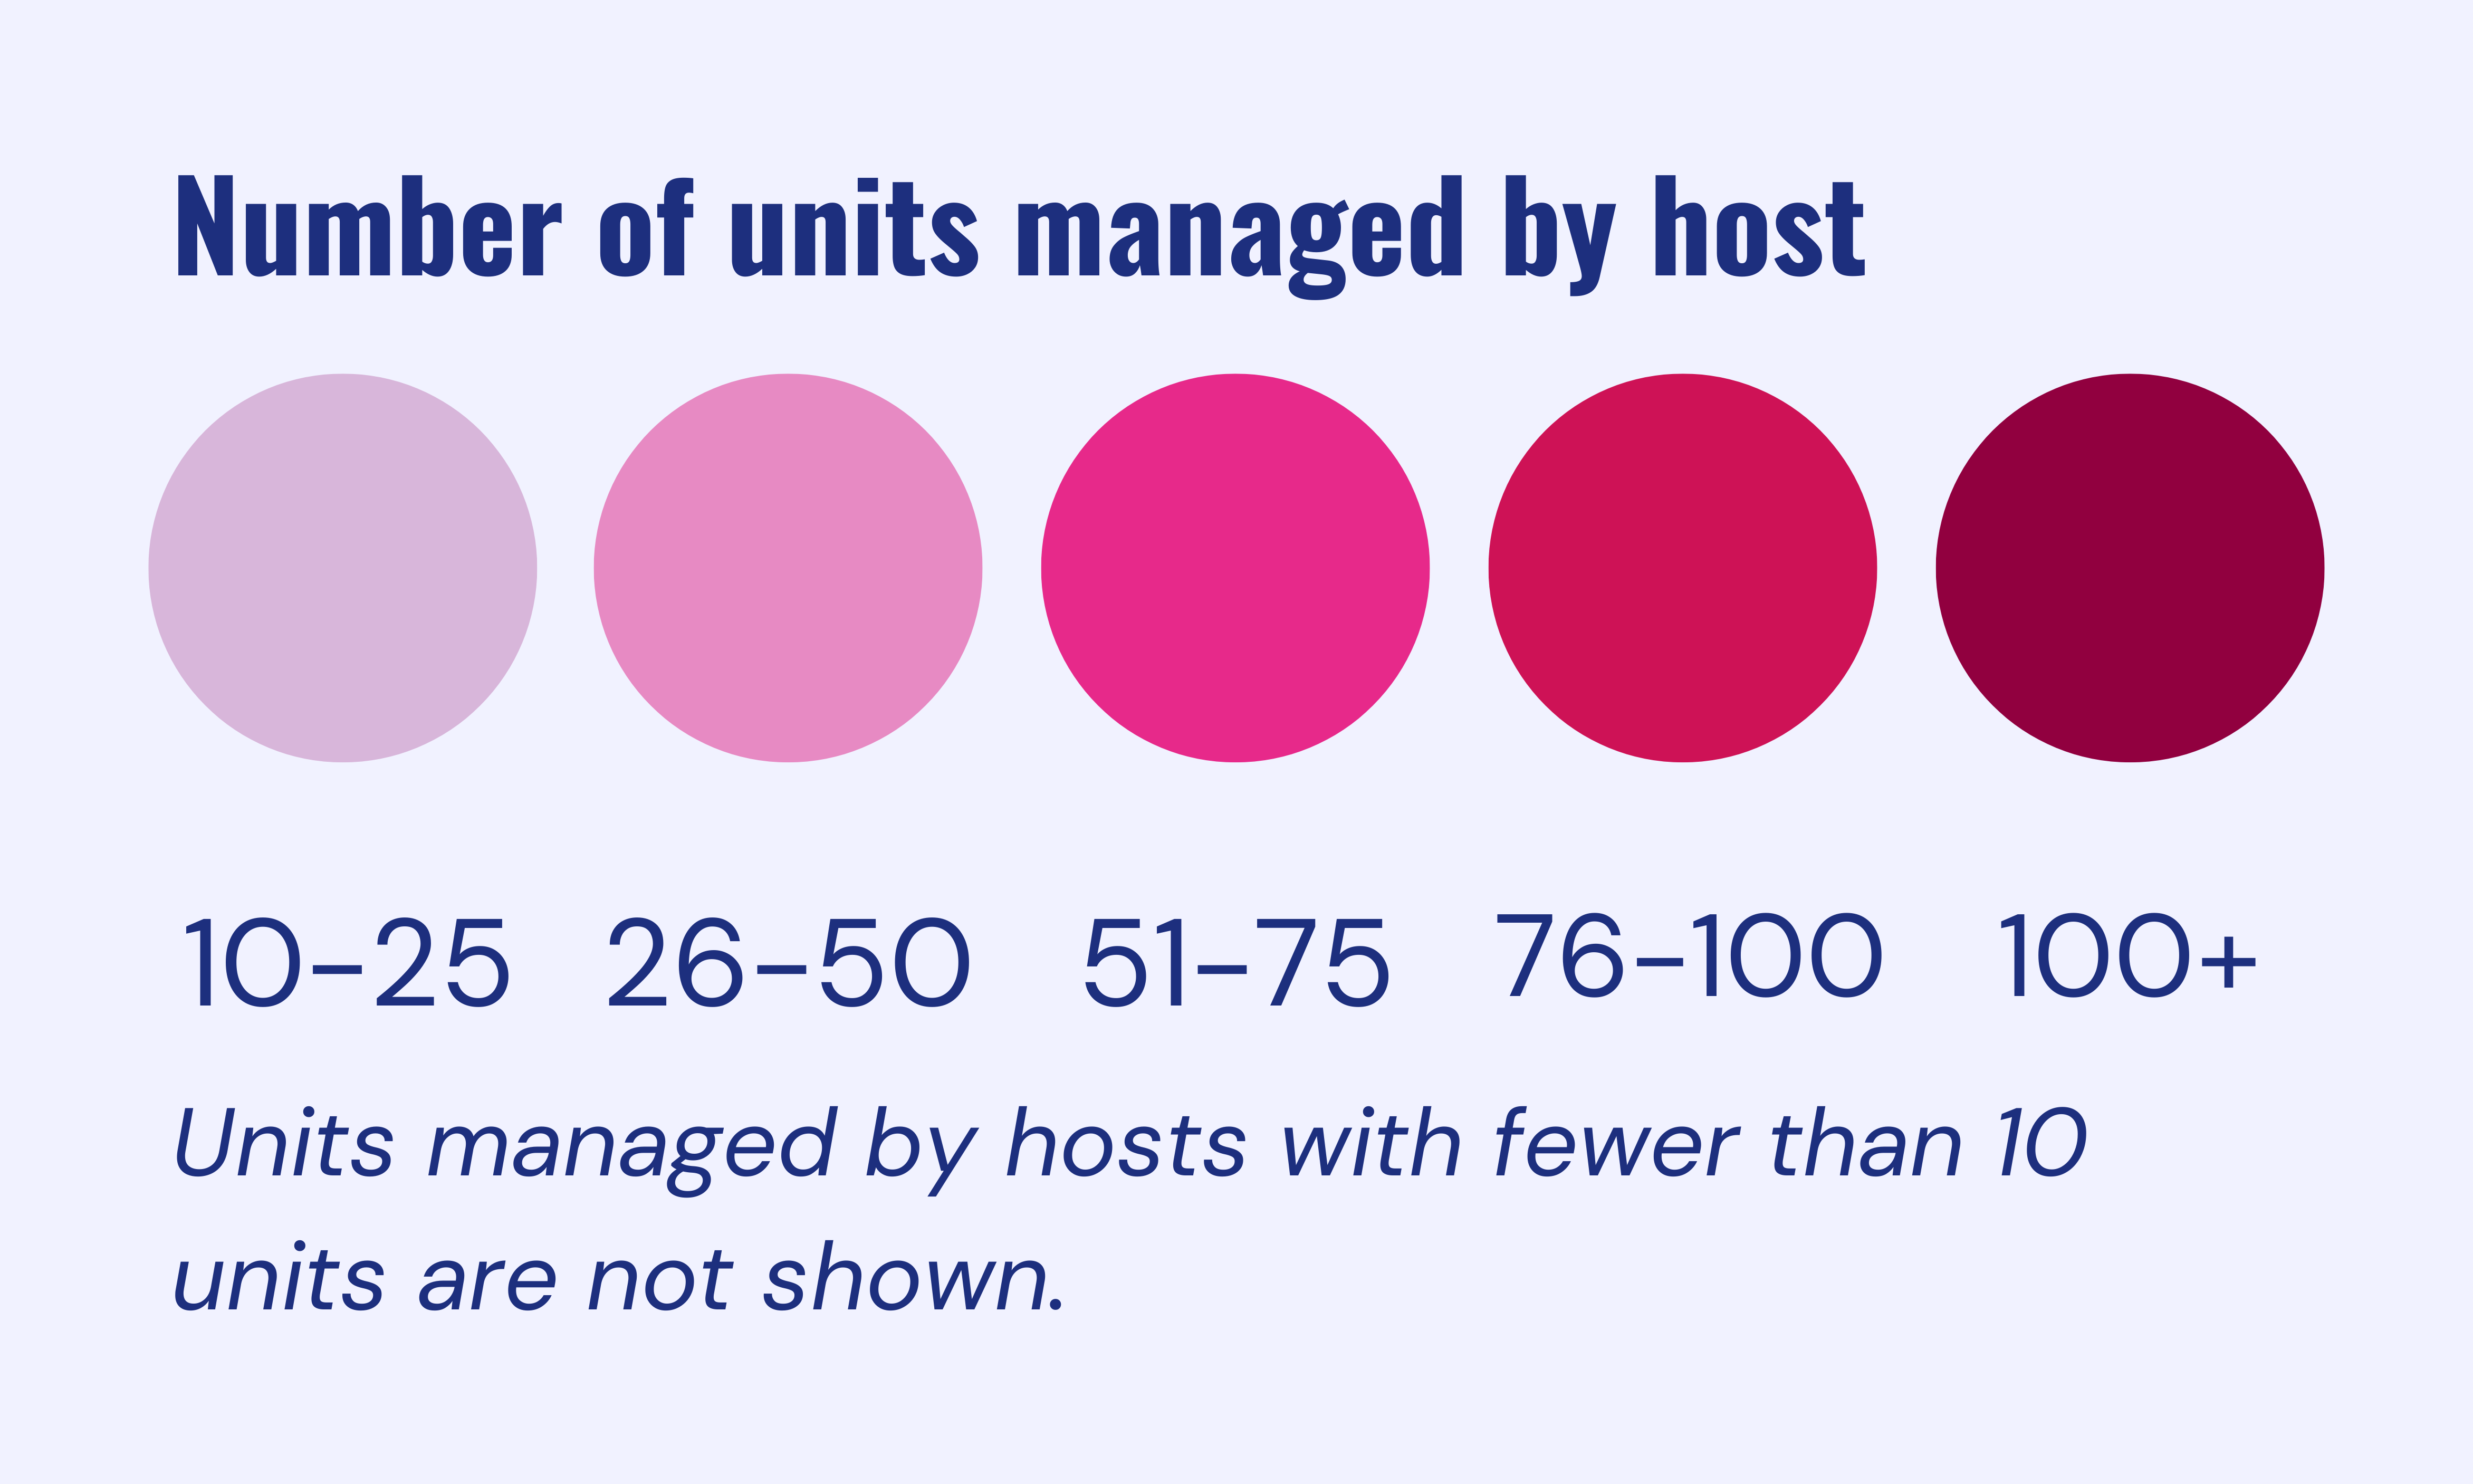 Number of units managed by host
10–25 26–50 51–75 76–100 100+
Units managed by hosts with fewer than 10
units are not shown.